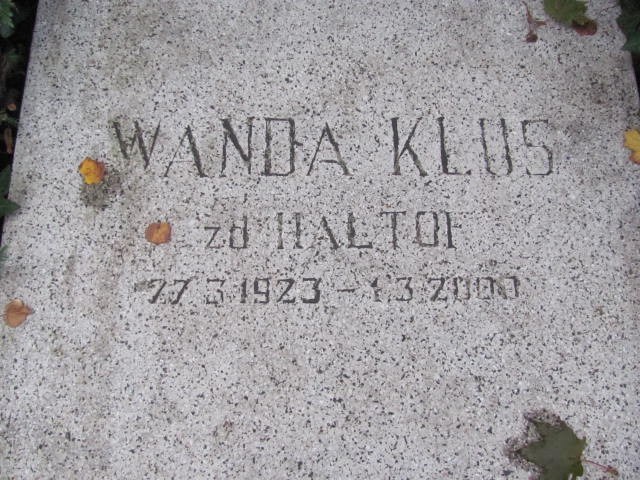 WANDA KLUS
zd HALTOF
27.3.1923 - 1.3.2000